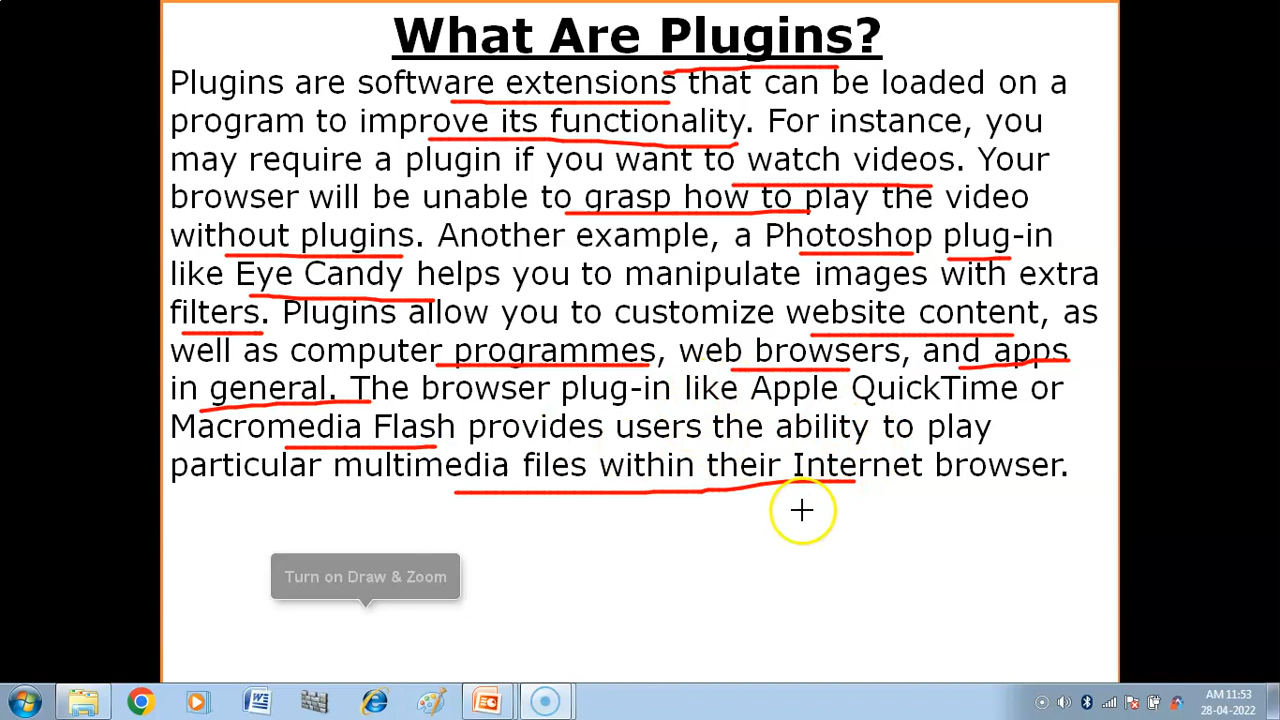 What Are Plugins?
Plugins are software extensions that can be loaded on a
program to improve its functionality. For instance, you
may require a plugin if you want to watch videos. Your
browser will be unable to grasp how to play the video
without plugins. Another example, a Photoshop plug-in
like Eye Candy helps you to manipulate images with extra
filters. Plugins allow you to customize website content, as
well as computer programmes, web browsers, and apps
in general. The browser plug-in like Apple QuickTime or
Macromedia Flash provides users the ability to play
particular multimedia files within their Internet browser.
Turn on Draw & Zoom
AM 11:53
28-04-2022